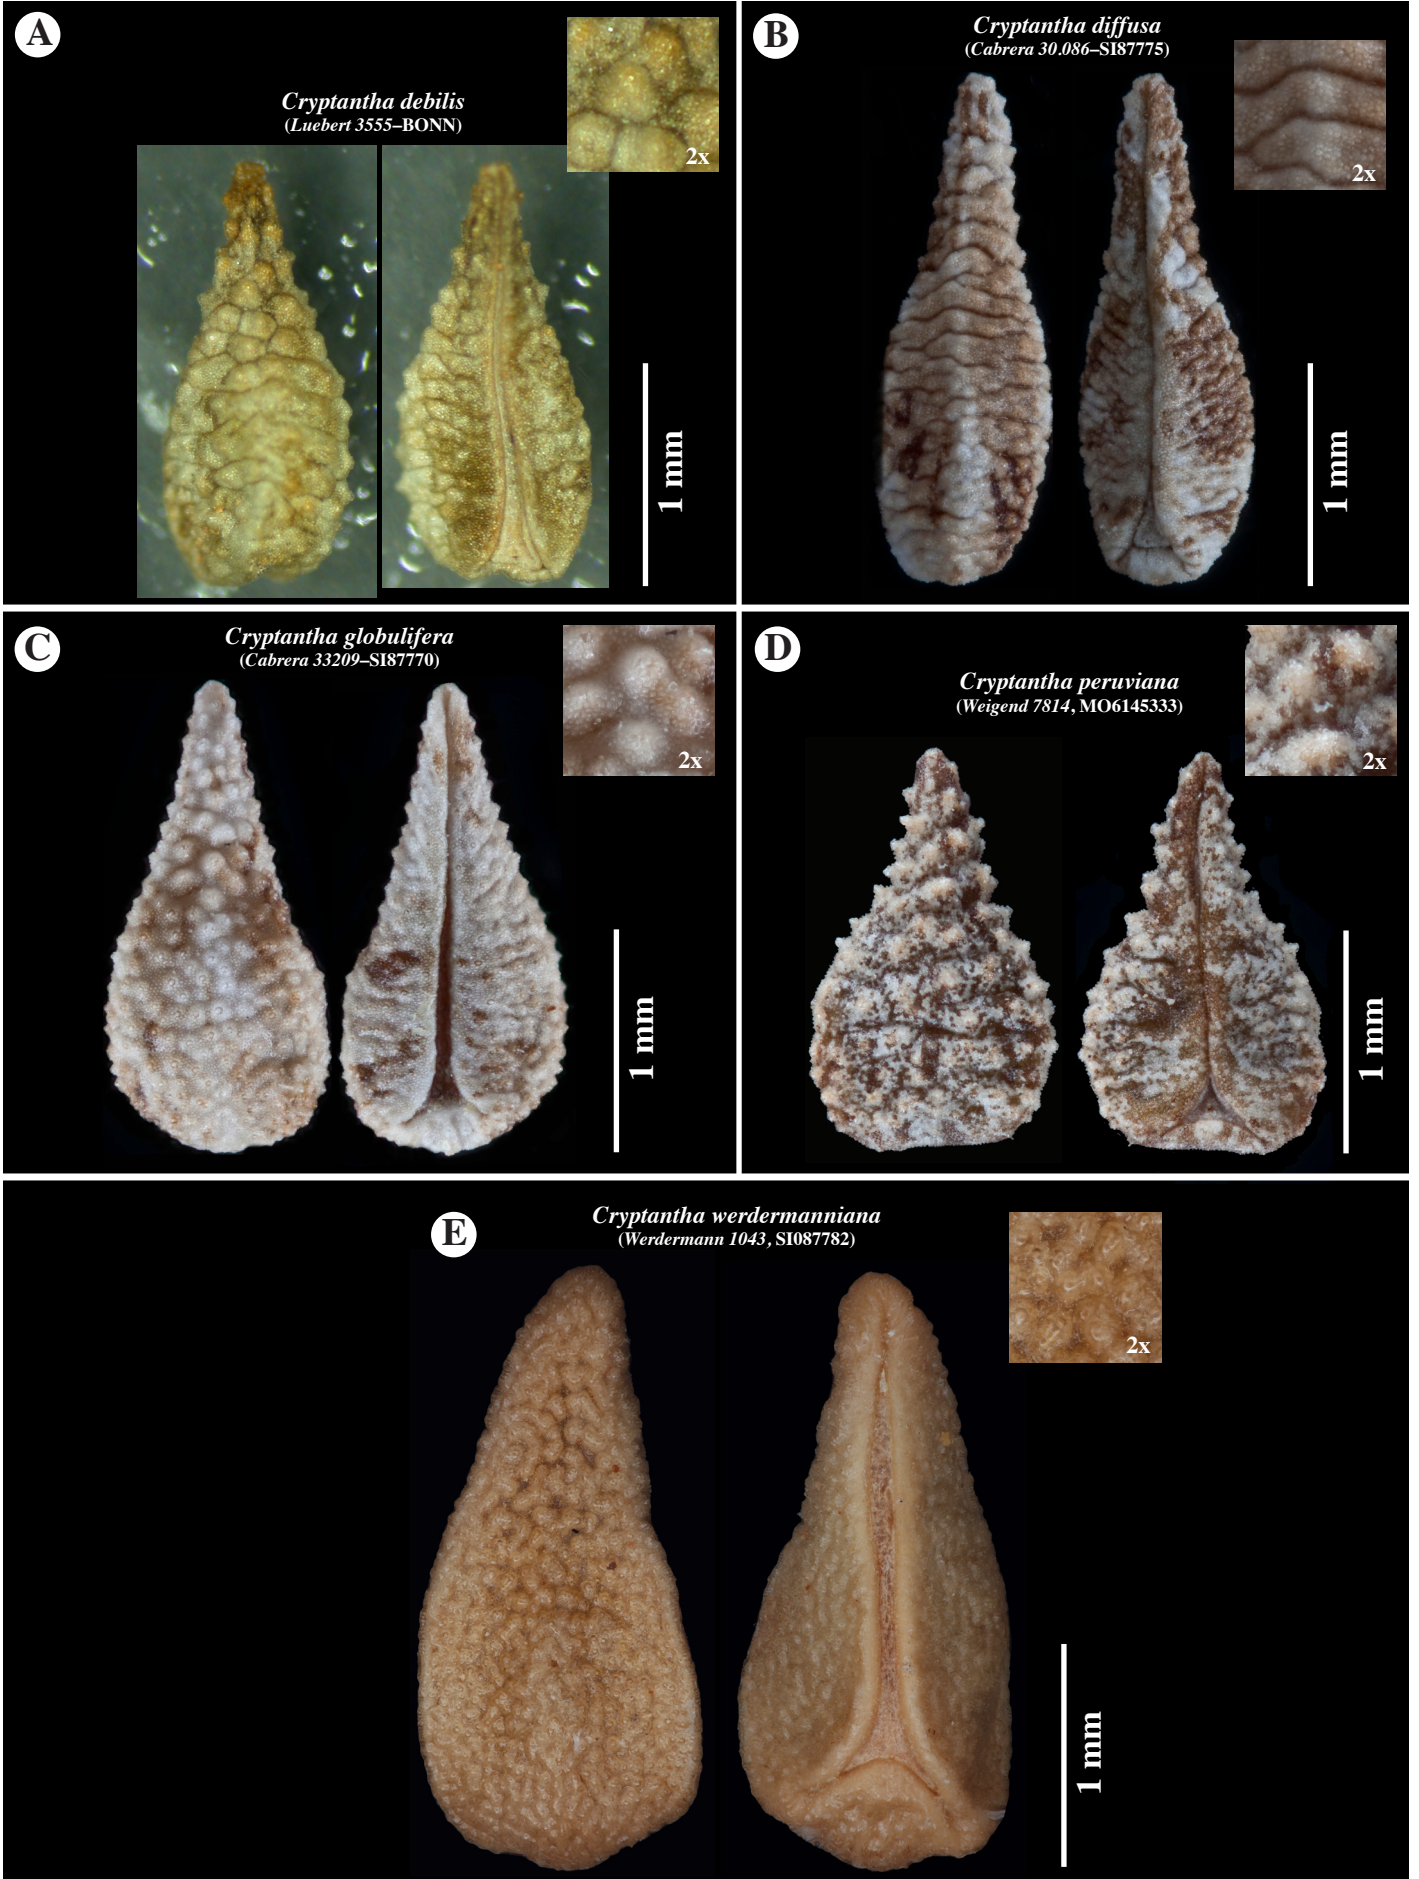 A
Cryptantha debilis
(Luebert 3555–BONN)
2x
1 mm
B
Cryptantha diffusa
(Cabrera 30.086–SI87775)
2x
1 mm
C
Cryptantha globulifera
(Cabrera 33209–SI87770)
2x
1 mm
D
Cryptantha peruviana
(Weigend 7814, MO6145333)
2x
1 mm
E
Cryptantha werdermanniana
(Werdermann 1043, SI087782)
2x
1 mm